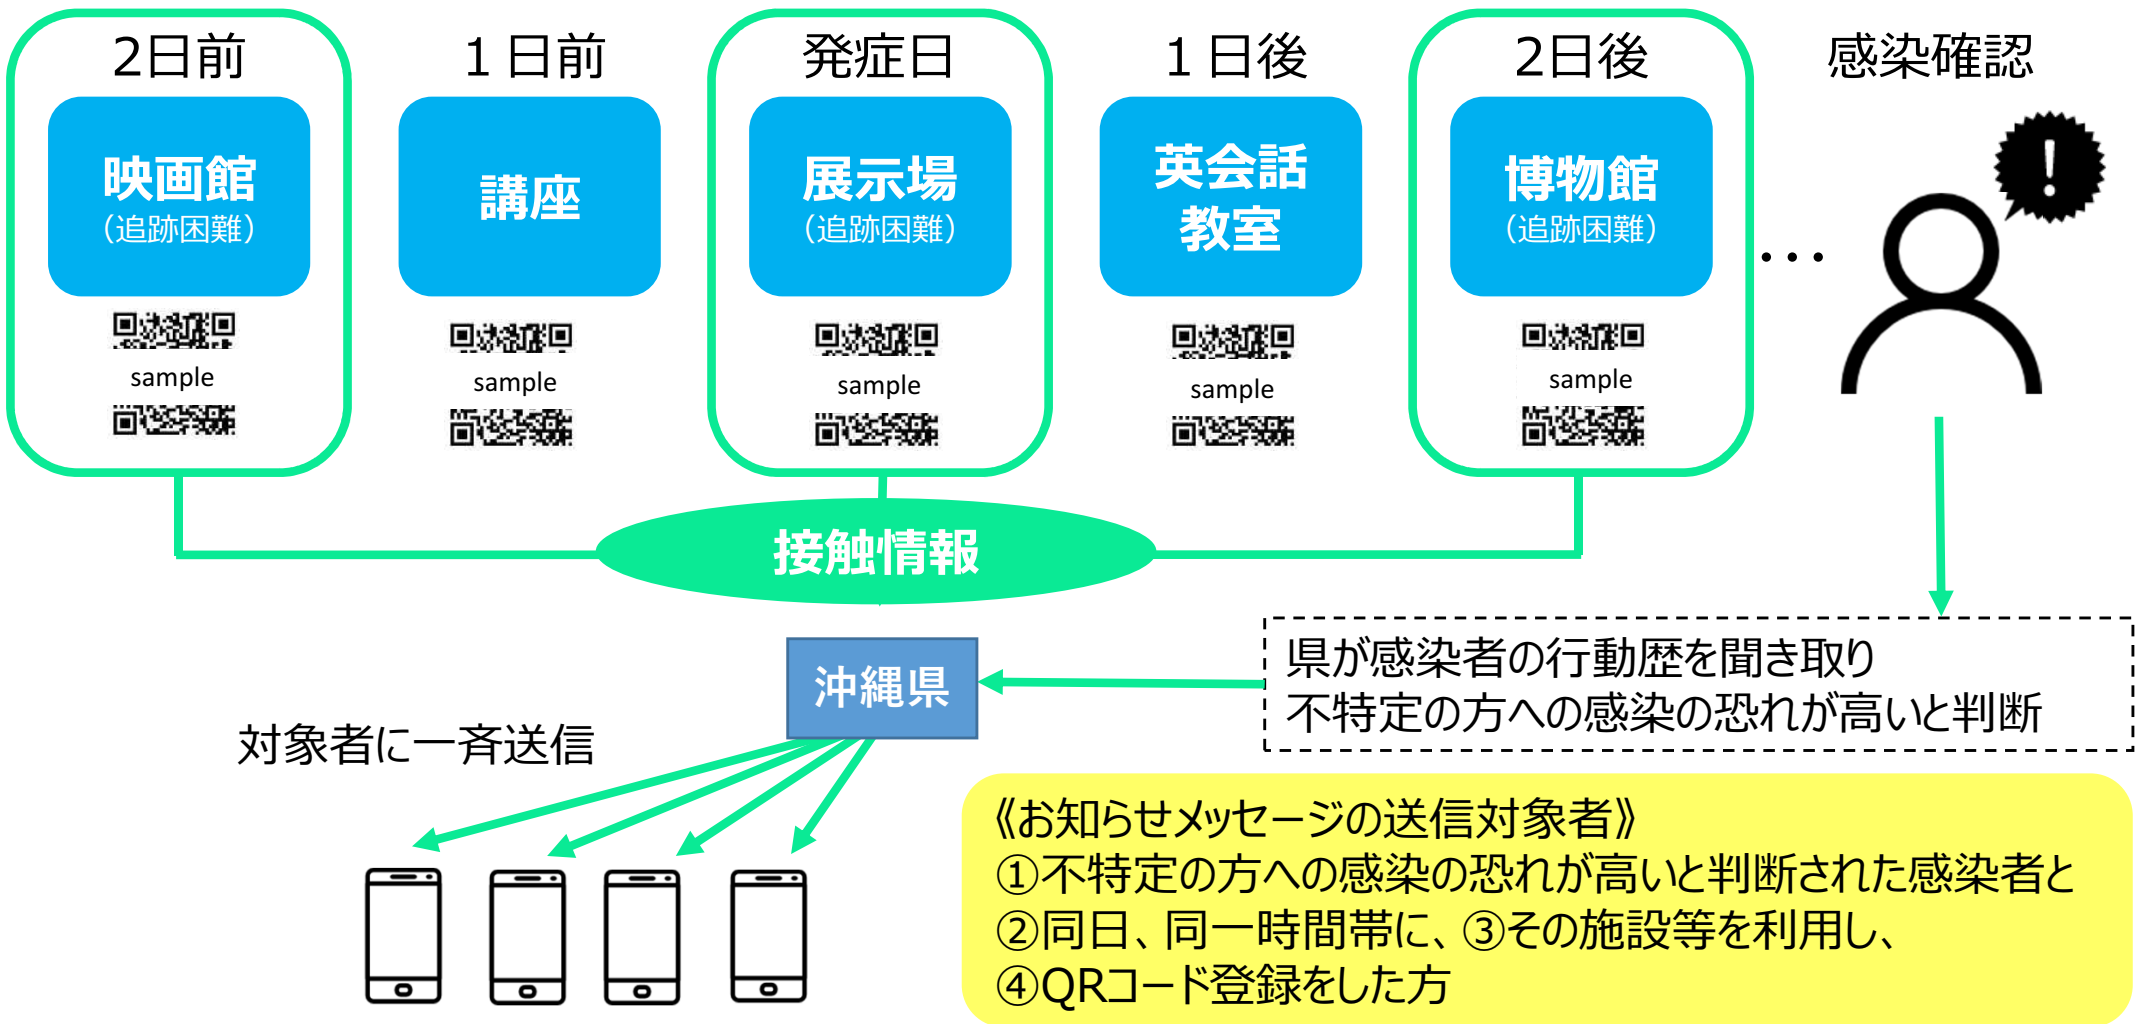 2日前
１日前
発症日
１日後
2日後
感染確認
映画館
（追跡困難）
講座
展示場
（追跡困難）
英会話
教室
博物館
（追跡困難）
…
!
sample
sample
sample
sample
sample
接触情報
沖縄県
県が感染者の行動歴を聞き取り
不特定の方への感染の恐れが高いと判断
対象者に一斉送信
《お知らせメッセージの送信対象者》
①不特定の方への感染の恐れが高いと判断された感染者と
②同日、同一時間帯に、③その施設等を利用し、
④QRコード登録をした方